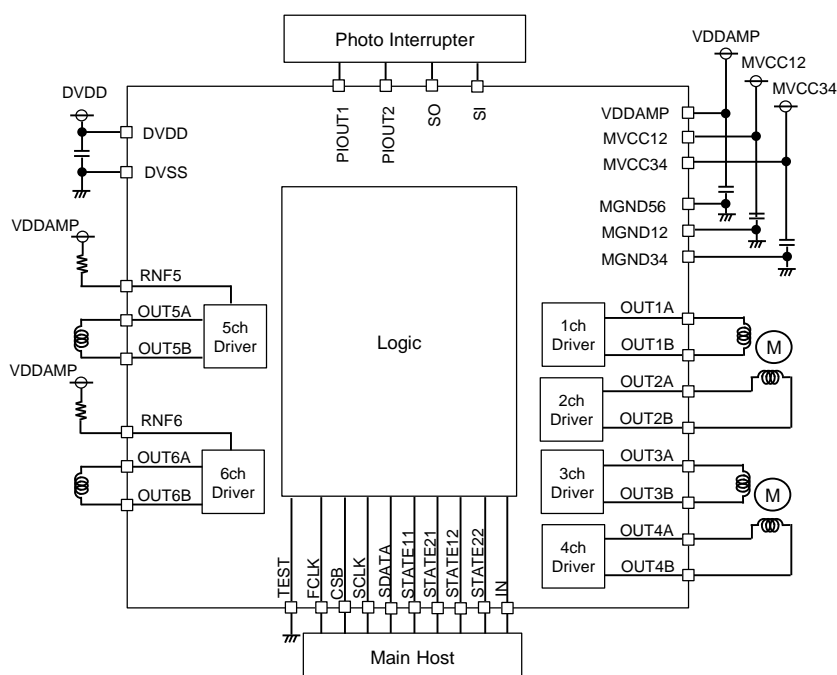 Photo Interrupter
VDDAMP
MVCC12
MVCC34
DVDD
DVDD
DVSS
PIOUT1
PIOUT2
SO
SI
VDDAMP
MVCC12
MVCC34
MGND56
MGND12
MGND34
VDDAMP
RNF5
OUT5A
OUT5B
5ch
Driver
VDDAMP
RNF6
OUT6A
OUT6B
6ch
Driver
Logic
1ch
Driver
OUT1A
OUT1B
M
2ch
Driver
OUT2A
OUT2B
3ch
Driver
OUT3A
OUT3B
M
4ch
Driver
OUT4A
OUT4B
TEST
FCLK
CSB
SCLK
SDATA
STATE11
STATE21
STATE12
STATE22
IN
Main Host